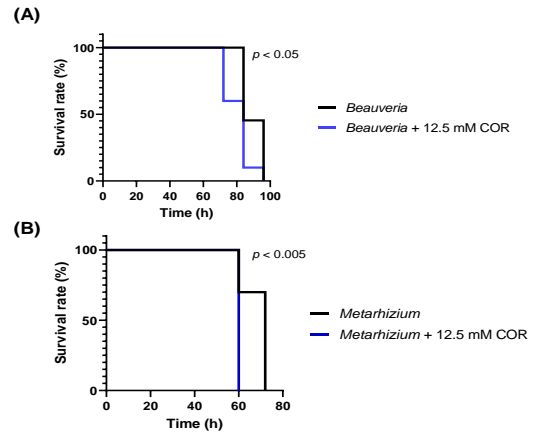 (A)
100
50
0
Survival rate (%)
p < 0.05
0 20 40 60 80 100
Time (h)
Beauveria
Beauveria + 12.5 mM COR
(B)
100
50
0
Survival rate (%)
p < 0.005
0 20 40 60 80
Time (h)
Metarhizium
Metarhizium + 12.5 mM COR